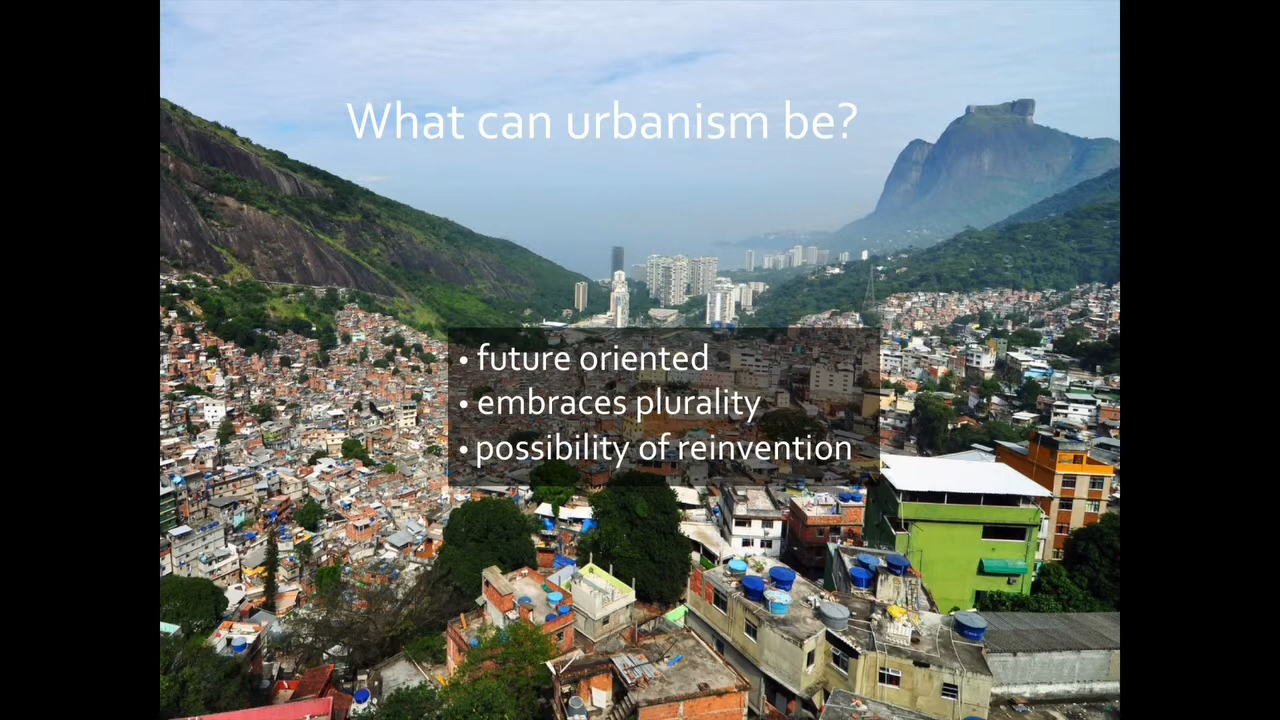 What can urbanism be?
• future oriented
• embraces plurality
• possibility of reinvention